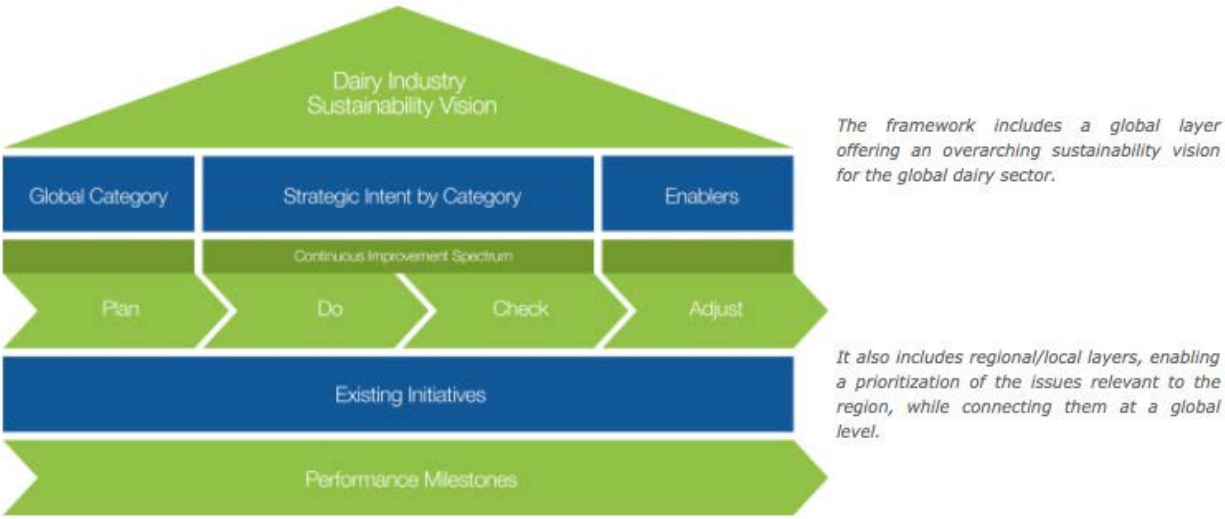 Dairy Industry
Sustainability Vision
The framework includes a global layer
offering an overarching sustainability vision
for the global dairy sector.
Global Category
Strategic Intent by Category
Enablers
Continuous Improvement Spectrum
Plan
Do
Check
Adjust
It also includes regional/local layers, enabling
a prioritization of the issues relevant to the
region, while connecting them at a global
level.
Existing Initiatives
Performance Milestones